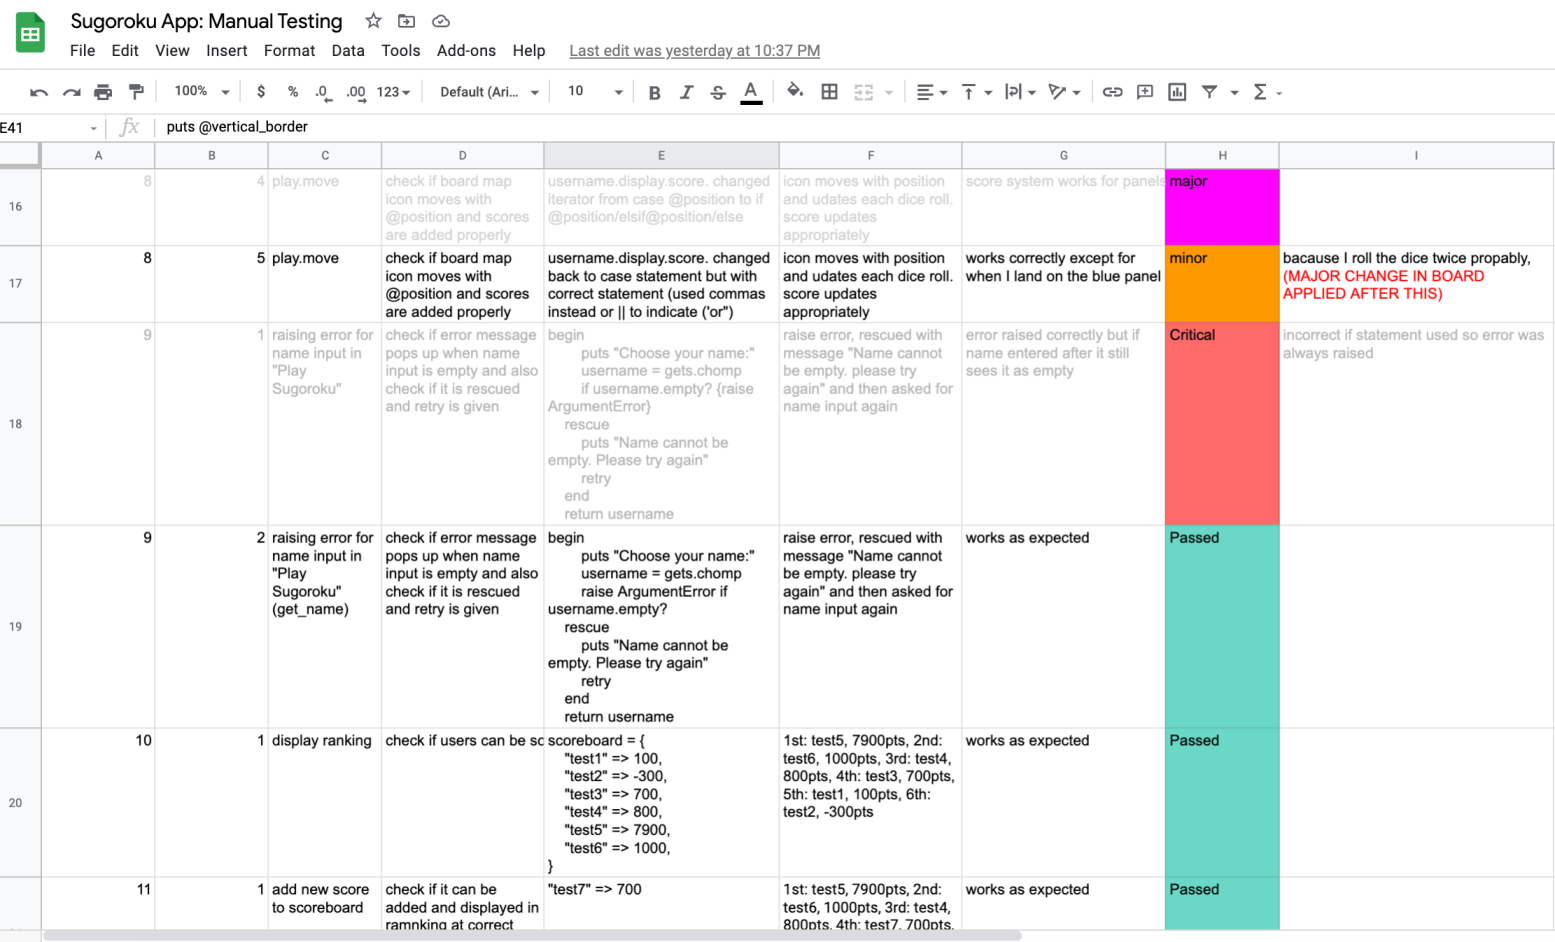 Sugoroku App: Manual Testing
File Edit View Insert Format Data Tools Add-ons Help Last edit was yesterday at 10:37 PM
100% $ % .0 .00 123 Default (Ari... 10 B I S A
E41 fx puts @vertical_border
A B C D E F G H I
16
8
4
play.move
check if board map
icon moves with
@position and scores
are added properly
username.display.score. changed
iterator from case @position to if
@position/elsif@position/else
icon moves with position
and udates each dice roll.
score updates
appropriately
score system works for panels
major
17
8
5
play.move
check if board map
icon moves with
@position and scores
are added properly
username.display.score. changed
back to case statement but with
correct statement (used commas
instead or || to indicate ('or")
icon moves with position
and udates each dice roll.
score updates
appropriately
works correctly except for
when I land on the blue panel
minor
bacause I roll the dice twice propably,
(MAJOR CHANGE IN BOARD
APPLIED AFTER THIS)
18
9
1
raising error for
name input in
"Play
Sugoroku"
check if error message
pops up when name
input is empty and also
check if it is rescued
and retry is given
begin
puts "Choose your name:"
username = gets.chomp
if username.empty? {raise
ArgumentError}
rescue
puts "Name cannot be
empty. Please try again"
retry
end
return username
raise error, rescued with
message "Name cannot
be empty. please try
again" and then asked for
name input again
error raised correctly but if
name entered after it still
sees it as empty
Critical
incorrect if statement used so error was
always raised
19
9
2
raising error for
name input in
"Play
Sugoroku"
(get_name)
check if error message
pops up when name
input is empty and also
check if it is rescued
and retry is given
begin
puts "Choose your name:"
username = gets.chomp
raise ArgumentError if
username.empty?
rescue
puts "Name cannot be
empty. Please try again"
retry
end
return username
raise error, rescued with
message "Name cannot
be empty. please try
again" and then asked for
name input again
works as expected
Passed
20
10
1
display ranking
check if users can be sc
scoreboard = {
"test1" => 100,
"test2" => -300,
"test3" => 700,
"test4" => 800,
"test5" => 7900,
"test6" => 1000,
}
1st: test5, 7900pts, 2nd:
test6, 1000pts, 3rd: test4,
800pts, 4th: test3, 700pts,
5th: test1, 100pts, 6th:
test2, -300pts
works as expected
Passed
11
1
add new score
to scoreboard
check if it can be
added and displayed in
ramnking at correct
"test7" => 700
1st: test5, 7900pts, 2nd:
test6, 1000pts, 3rd: test4,
800pts, 4th: test7, 700pts,
works as expected
Passed